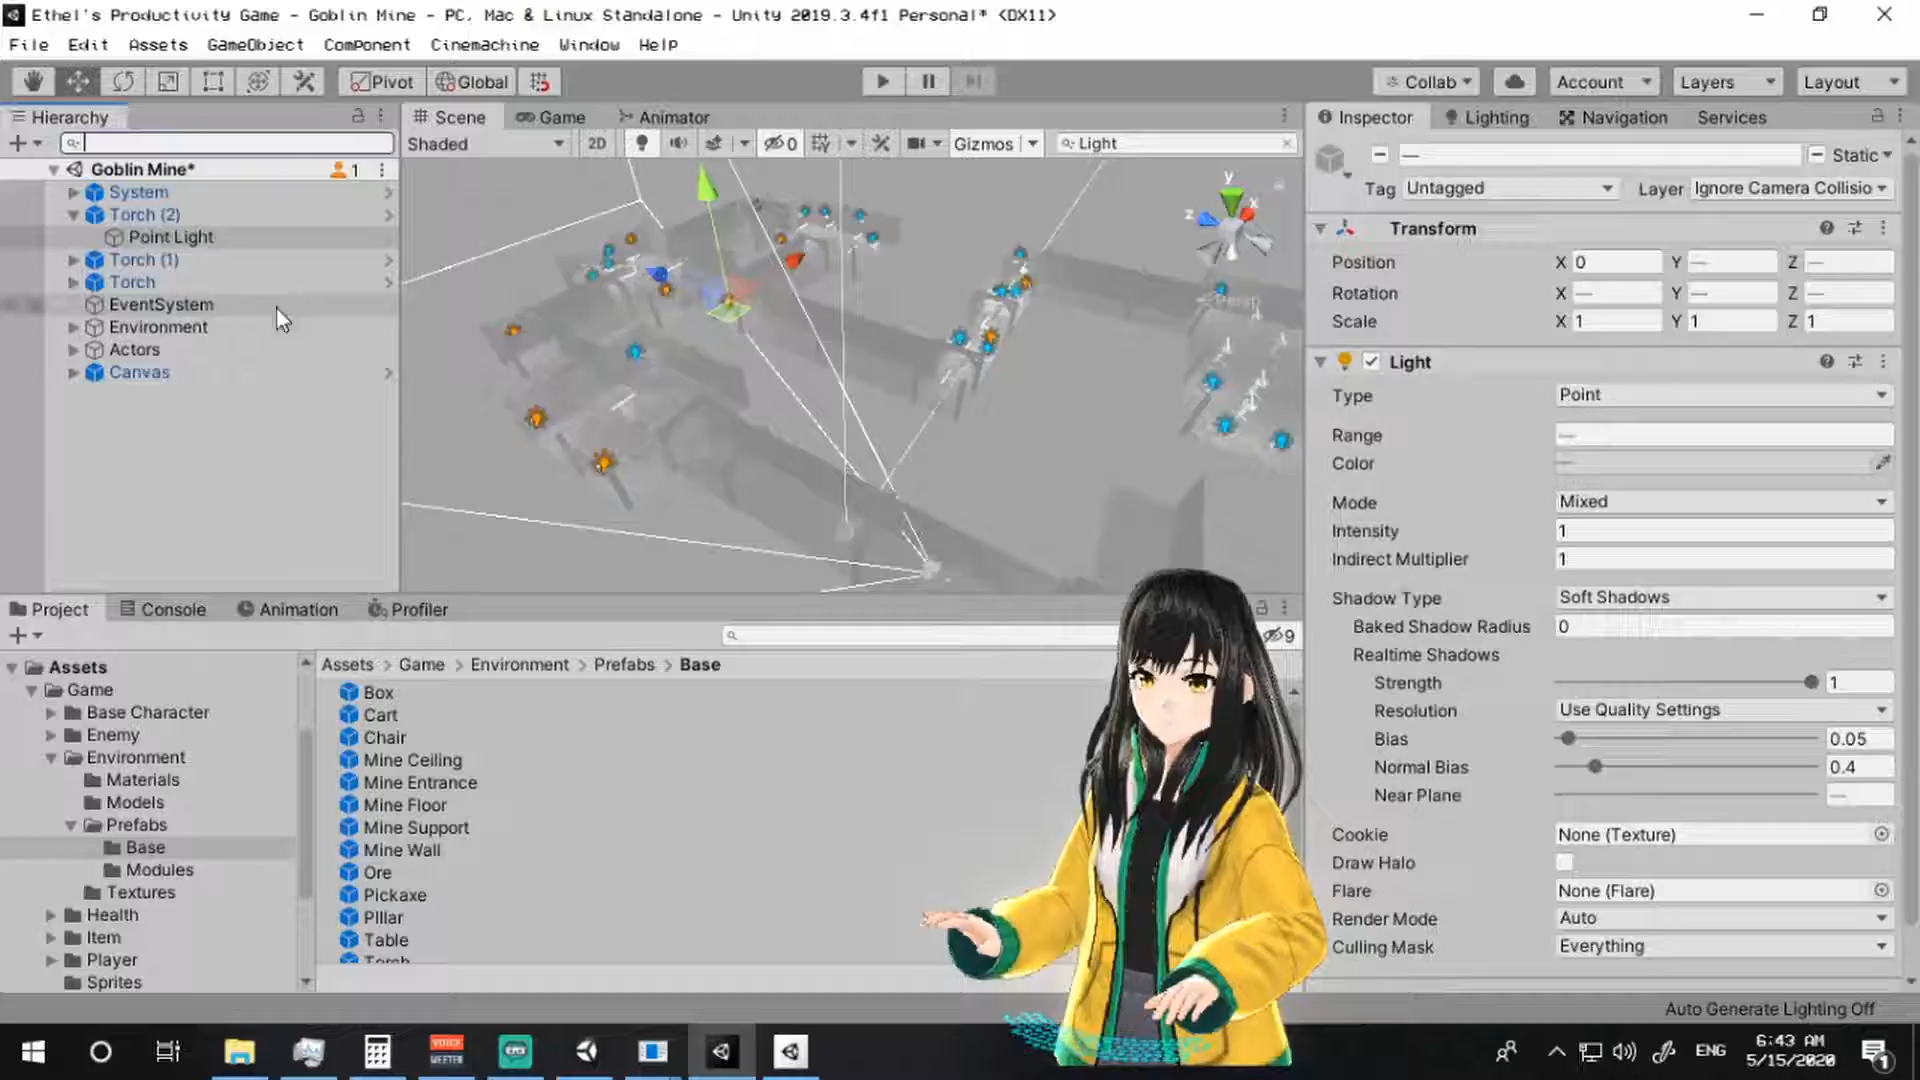 Ethel's Productivity Game - Goblin Mine - PC, Mac & Linux Standalone - Unity 2019.3.4f1 Personal* <DX11>
File Edit Assets GameObject Component Cinemachine Window Help
Pivot Global Collab Account Layers Layout
Hierarchy
Scene Game Animator
Inspector Lighting Navigation Services
Shaded 2D 0 Gizmos Light
Goblin Mine* 1
System
Torch (2)
Point Light
Torch (1)
Torch
EventSystem
Environment
Actors
Canvas
y
x
z
Persp
Static
Tag Untagged Layer Ignore Camera Collisio
Transform
Position X 0 Y — Z —
Rotation X — Y — Z —
Scale X 1 Y 1 Z 1
Light
Type Point
Range —
Color —
Mode Mixed
Intensity 1
Indirect Multiplier 1
Shadow Type Soft Shadows
Baked Shadow Radius 0
Realtime Shadows
Strength 1
Resolution Use Quality Settings
Bias 0.05
Normal Bias 0.4
Near Plane —
Cookie None (Texture)
Draw Halo
Flare None (Flare)
Render Mode Auto
Culling Mask Everything
Project Console Animation Profiler
9
Assets
Game
Base Character
Enemy
Environment
Materials
Models
Prefabs
Base
Modules
Textures
Health
Item
Player
Sprites
Assets > Game > Environment > Prefabs > Base
Box
Cart
Chair
Mine Ceiling
Mine Entrance
Mine Floor
Mine Support
Mine Wall
Ore
Pickaxe
PIllar
Table
Torch
Auto Generate Lighting Off
VOICE
MEETER
ENG
6:43 AM
5/15/2020
1